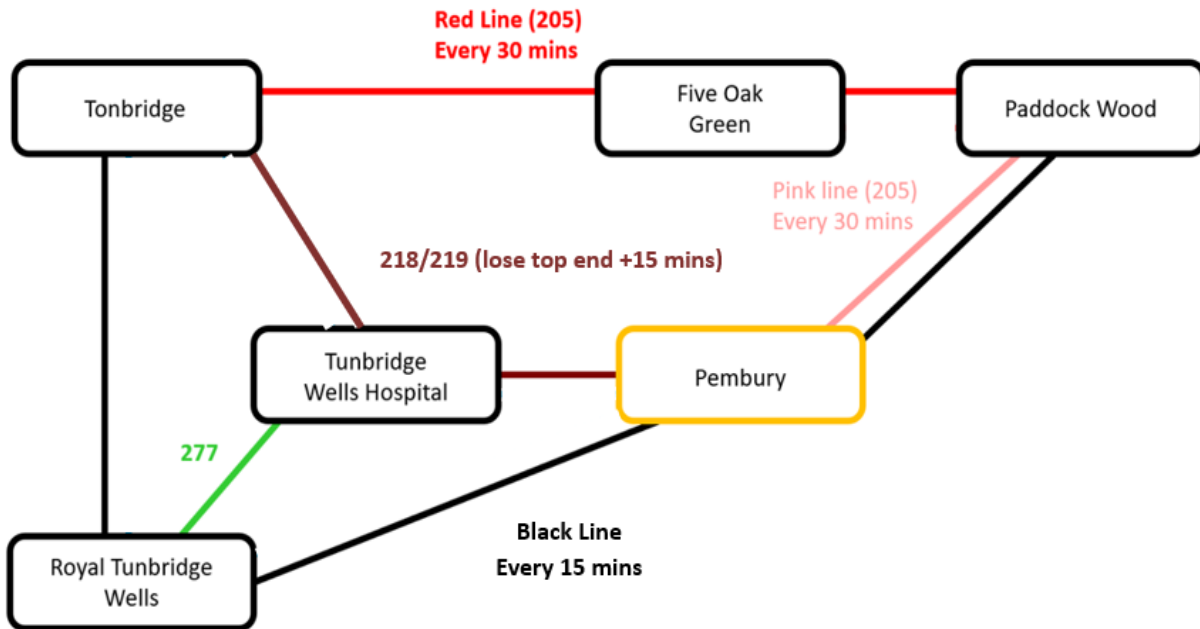 Red Line (205)
Every 30 mins
Tonbridge
Five Oak
Green
Paddock Wood
Pink line (205)
Every 30 mins
218/219 (lose top end +15 mins)
Tunbridge
Wells Hospital
Pembury
277
Black Line
Every 15 mins
Royal Tunbridge
Wells